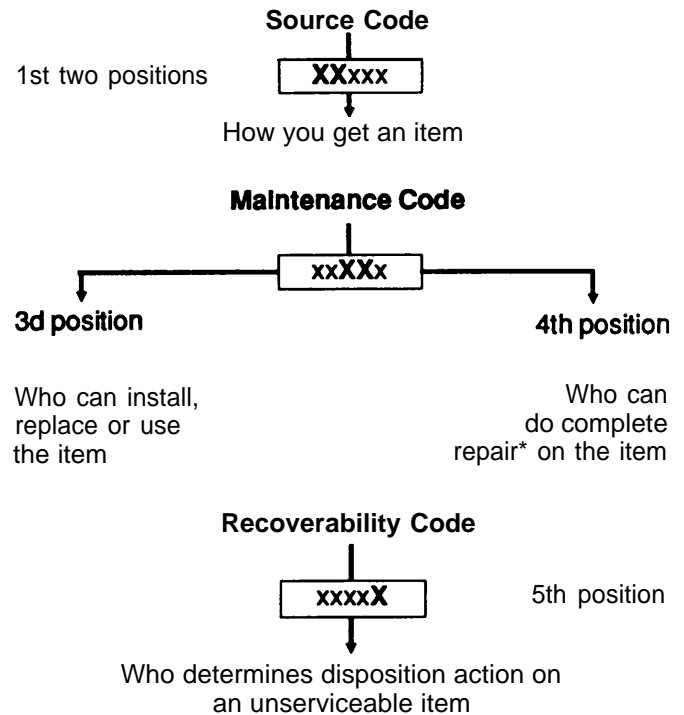 Source Code
1st two positions
XXxxx
How you get an item
Maintenance Code
xxXXx
3d position
4th position
Who can install,
replace or use
the item
Who can
do complete
repair* on the item
Recoverability Code
xxxxX
5th position
Who determines disposition action on
an unserviceable item